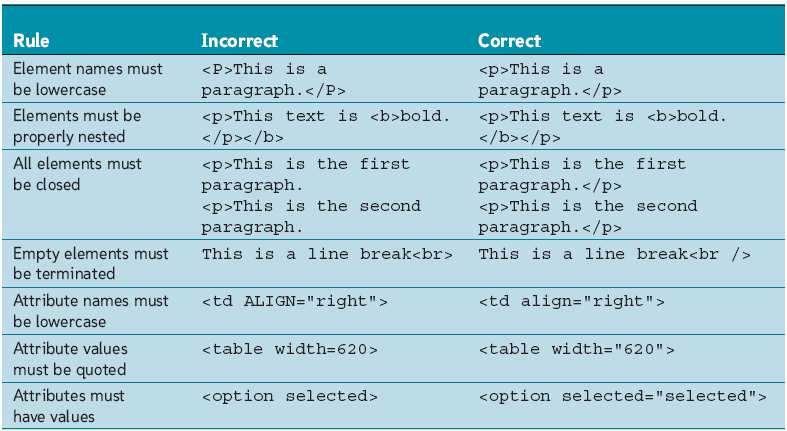 Rule Incorrect Correct
Element names must <P>This is a <p>This is a
be lowercase paragraph.</P> paragraph.</p>
Elements must be <p>This text is <b>bold. <p>This text is <b>bold.
properly nested </p></b> </b></p>
All elements must <p>This is the first <p>This is the first
be closed paragraph. paragraph.</p>
<p>This is the second <p>This is the second
paragraph. paragraph.</p>
Empty elements must This is a line break<br> This is a line break<br />
be terminated
Attribute names must <td ALIGN="right"> <td align="right">
be lowercase
Attribute values <table width=620> <table width="620">
must be quoted
Attributes must <option selected> <option selected="selected">
have values